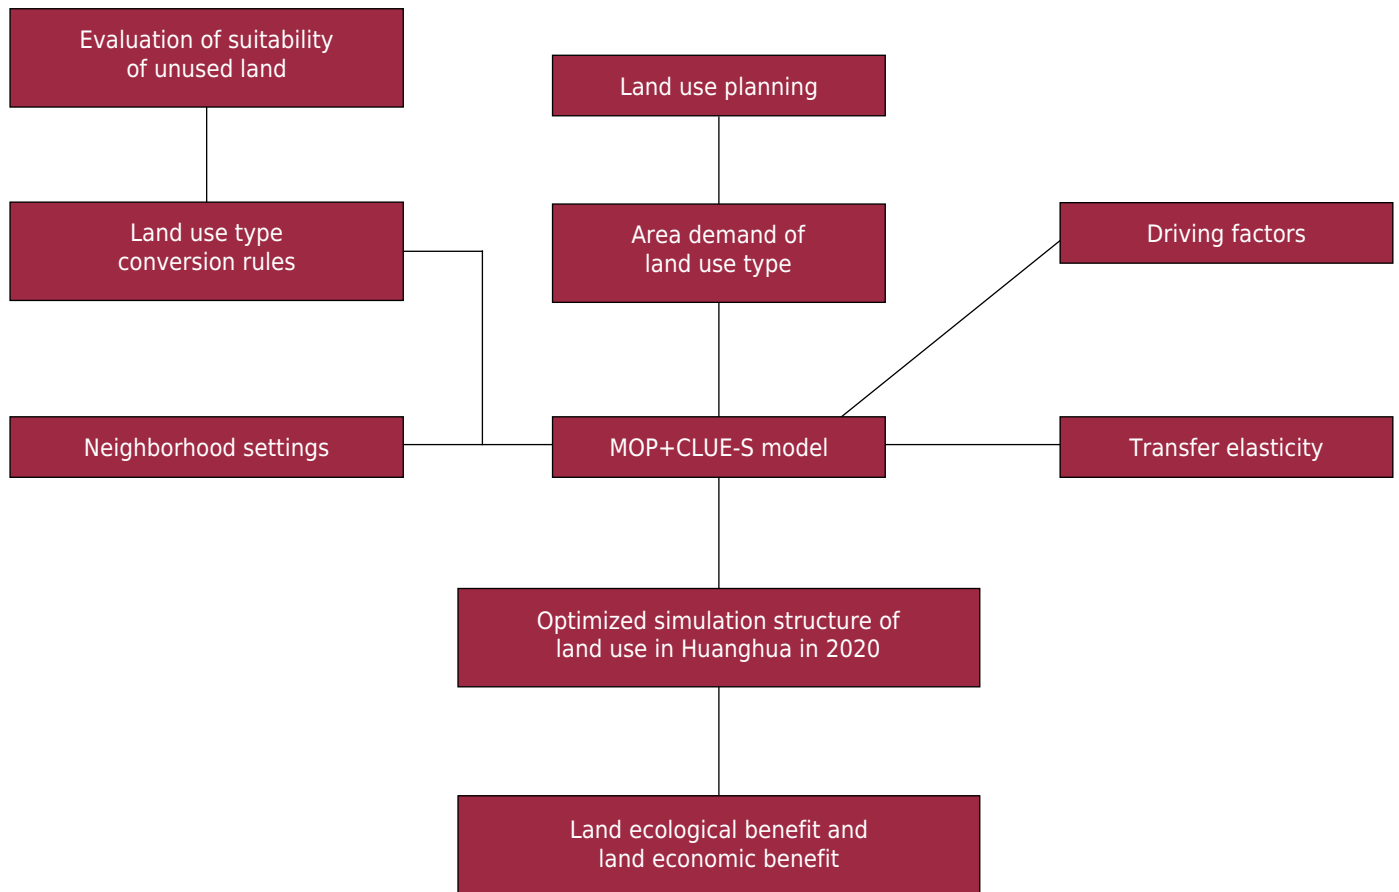 Evaluation of suitability
of unused land
Land use planning
Land use type
conversion rules
Area demand of
land use type
Driving factors
Neighborhood settings
MOP+CLUE-S model
Transfer elasticity
Optimized simulation structure of
land use in Huanghua in 2020
Land ecological benefit and
land economic benefit